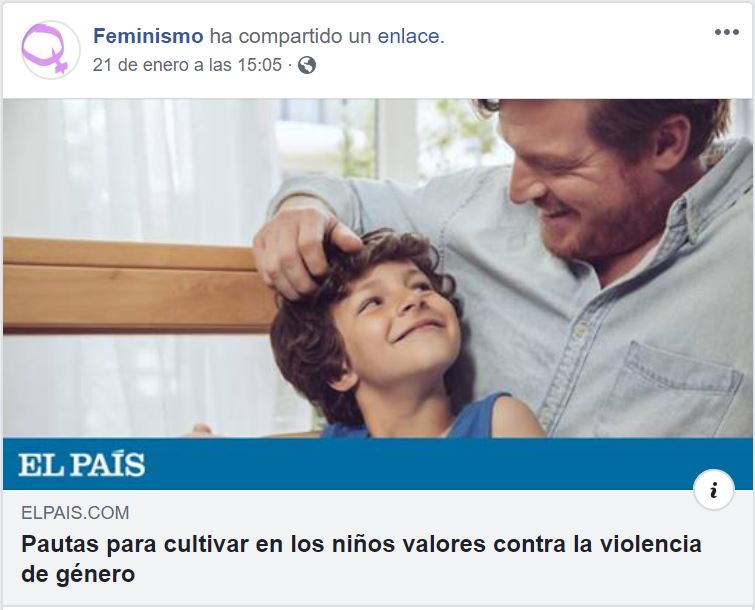 Feminismo ha compartido un enlace.
21 de enero a las 15:05 ·
EL PAÍS
i
ELPAIS.COM
Pautas para cultivar en los niños valores contra la violencia
de género